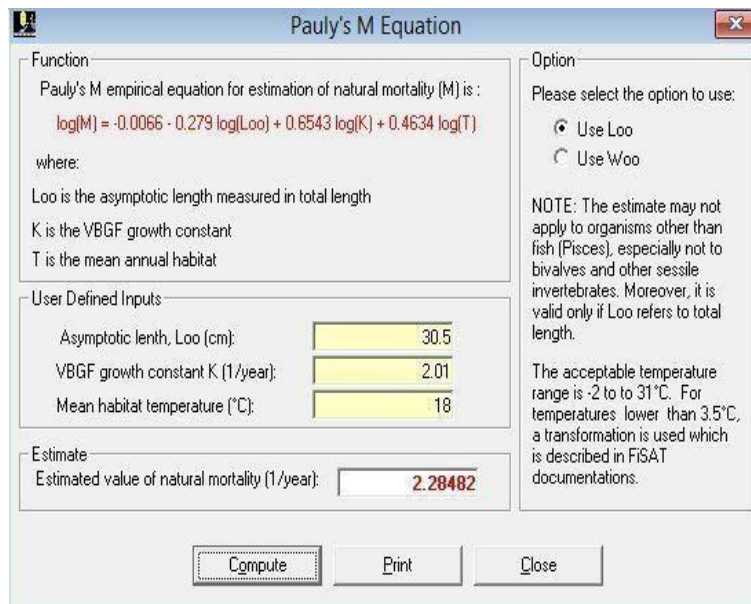 Pauly's M Equation
Function
Pauly's M empirical equation for estimation of natural mortality (M) is :
log(M) = -0.0066 - 0.279 log(Loo) + 0.6543 log(K) + 0.4634 log(T)
where:
Loo is the asymptotic length measured in total length
K is the VBGF growth constant
T is the mean annual habitat
User Defined Inputs
Asymptotic lenth, Loo (cm): 30.5
VBGF growth constant K (1/year): 2.01
Mean habitat temperature (°C): 18
Estimate
Estimated value of natural mortality (1/year): 2.28482
Option
Please select the option to use:
Use Loo
Use Woo
NOTE: The estimate may not
apply to organisms other than
fish (Pisces), especially not to
bivalves and other sessile
invertebrates. Moreover, it is
valid only if Loo refers to total
length.
The acceptable temperature
range is -2 to to 31°C. For
temperatures lower than 3.5°C,
a transformation is used which
is described in FiSAT
documentations.
Compute Print Close